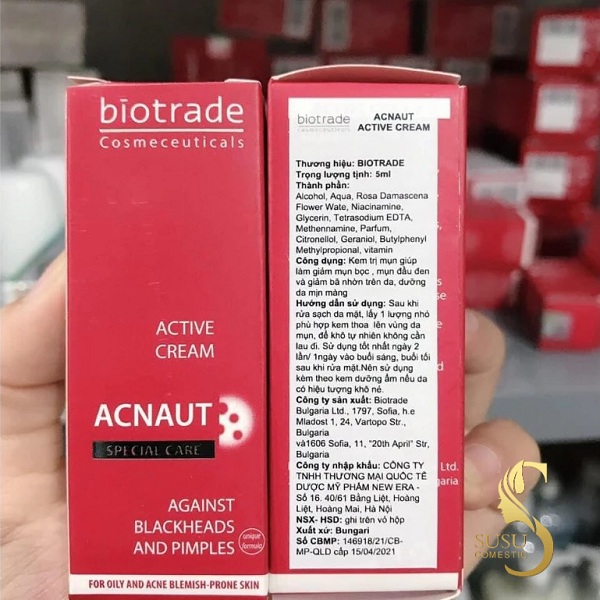 biotrade
Cosmeceuticals
ACTIVE
CREAM
ACNAUT
SPECIAL CARE
AGAINST
BLACKHEADS
AND PIMPLES
unique
formula
FOR OILY AND ACNE BLEMISH-PRONE SKIN
biotrade
Cosmeceuticals
ACNAUT
ACTIVE CREAM
Thương hiệu: BIOTRADE
Trọng lượng tịnh: 5ml
Thành phần:
Alcohol, Aqua, Rosa Damascena
Flower Wate, Niacinamine,
Glycerin, Tetrasodium EDTA,
Methennamine, Parfum,
Citronellol, Geraniol, Butylphenyl
Methylpropional, vitamin
Công dụng: Kem trị mụn giúp
làm giảm mụn bọc , mụn đầu đen
và giảm bã nhờn trên da, dưỡng
da mịn màng
Hướng dẫn sử dụng: Sau khi
rửa sạch da mặt, lấy 1 lượng nhỏ
phù hợp kem thoa lên vùng da
mụn, để khô tự nhiên không cần
lau đi. Sử dụng tốt nhất ngày 2
lần/ 1ngày vào buổi sáng, buổi tối
sau khi rửa mặt.Nên sử dụng
kèm theo kem dưỡng ẩm nếu da
có hiệu tượng khô nẻ.
Công ty sản xuất: Biotrade
Bulgaria Ltd., 1797, Sofia, h.e
Mladost 1, 24, Vartopo Str.,
Bulgaria
và1606 Sofia, 11, "20th April" Str,
Bulgaria
Công ty nhập khẩu: CÔNG TY
TNHH THƯƠNG MẠI QUỐC TẾ
DƯỢC MỸ PHẨM NEW ERA -
Số 16. 40/61 Bằng Liệt, Hoàng
Liệt, Hoàng Mai, Hà Nội
NSX- HSD: ghi trên vỏ hộp
Xuất xứ: Bungari
Số CBMP: 146918/21/CB-
MP-QLD cấp 15/04/2021
Ltd.
garia
SUSU
DOMESTIC